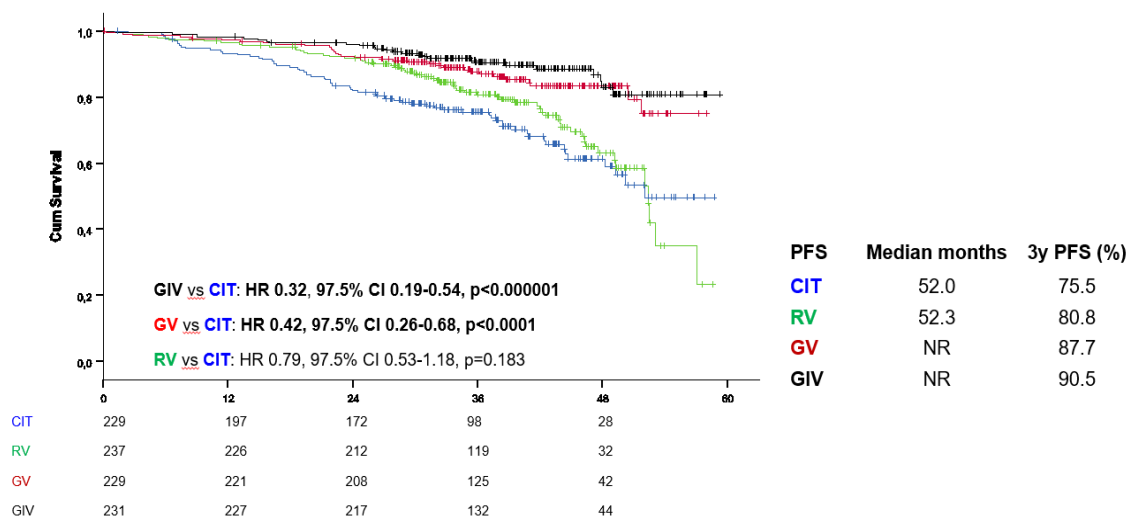 1,0
0,8
0,6
0,4
0,2
0,0
Cum Survival
GIV vs CIT: HR 0.32, 97.5% CI 0.19-0.54, p<0.000001
GV vs CIT: HR 0.42, 97.5% CI 0.26-0.68, p<0.0001
RV vs CIT: HR 0.79, 97.5% CI 0.53-1.18, p=0.183
0 12 24 36 48 60
CIT 229 197 172 98 28
RV 237 226 212 119 32
GV 229 221 208 125 42
GIV 231 227 217 132 44
PFS Median months 3y PFS (%)
CIT 52.0 75.5
RV 52.3 80.8
GV NR 87.7
GIV NR 90.5